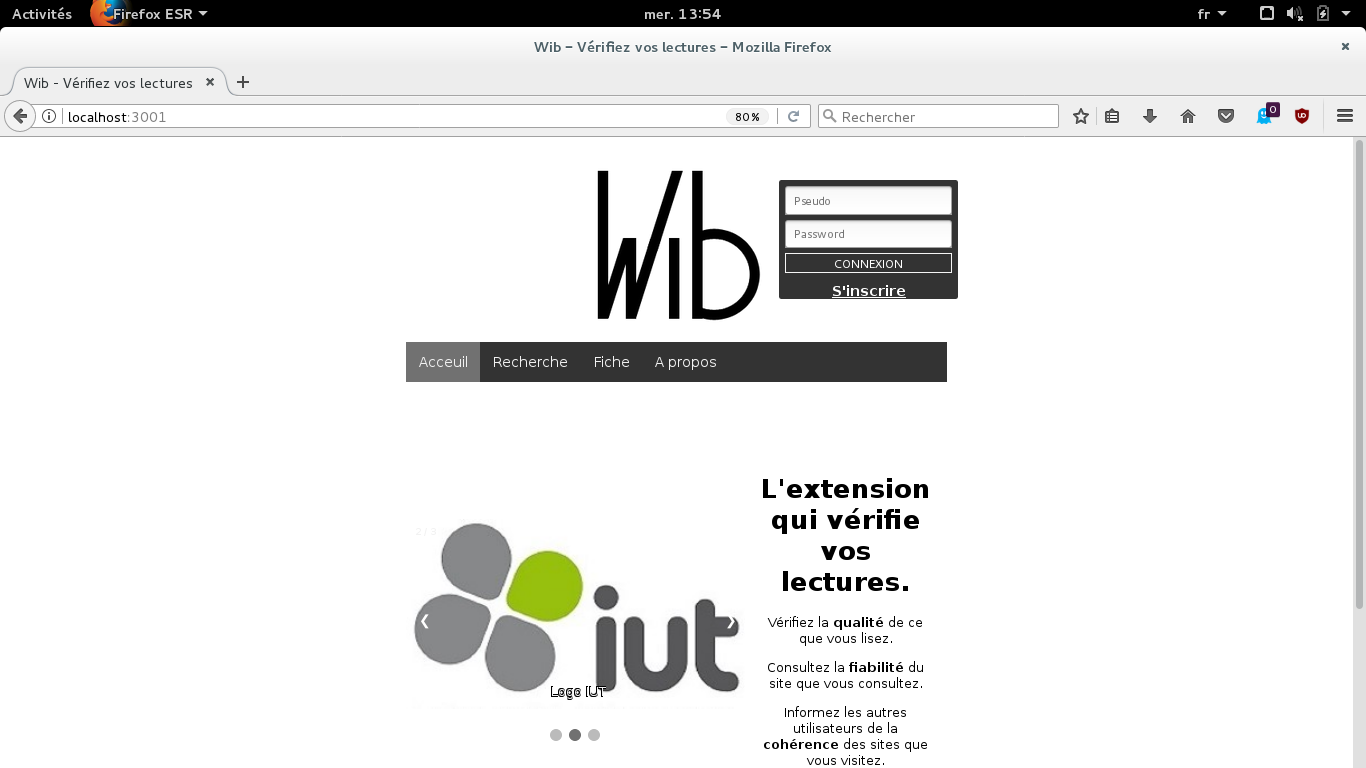 Activités Firefox ESR mer. 13:54 fr
Wib – Vérifiez vos lectures – Mozilla Firefox
Wib - Vérifiez vos lectures
localhost:3001 80% Rechercher 0
Wib
Pseudo
Password
CONNEXION
S'inscrire
Acceuil Recherche Fiche A propos
2 / 3
iut
Logo IUT
L'extension
qui vérifie
vos
lectures.
Vérifiez la qualité de ce
que vous lisez.
Consultez la fiabilité du
site que vous consultez.
Informez les autres
utilisateurs de la
cohérence des sites que
vous visitez.